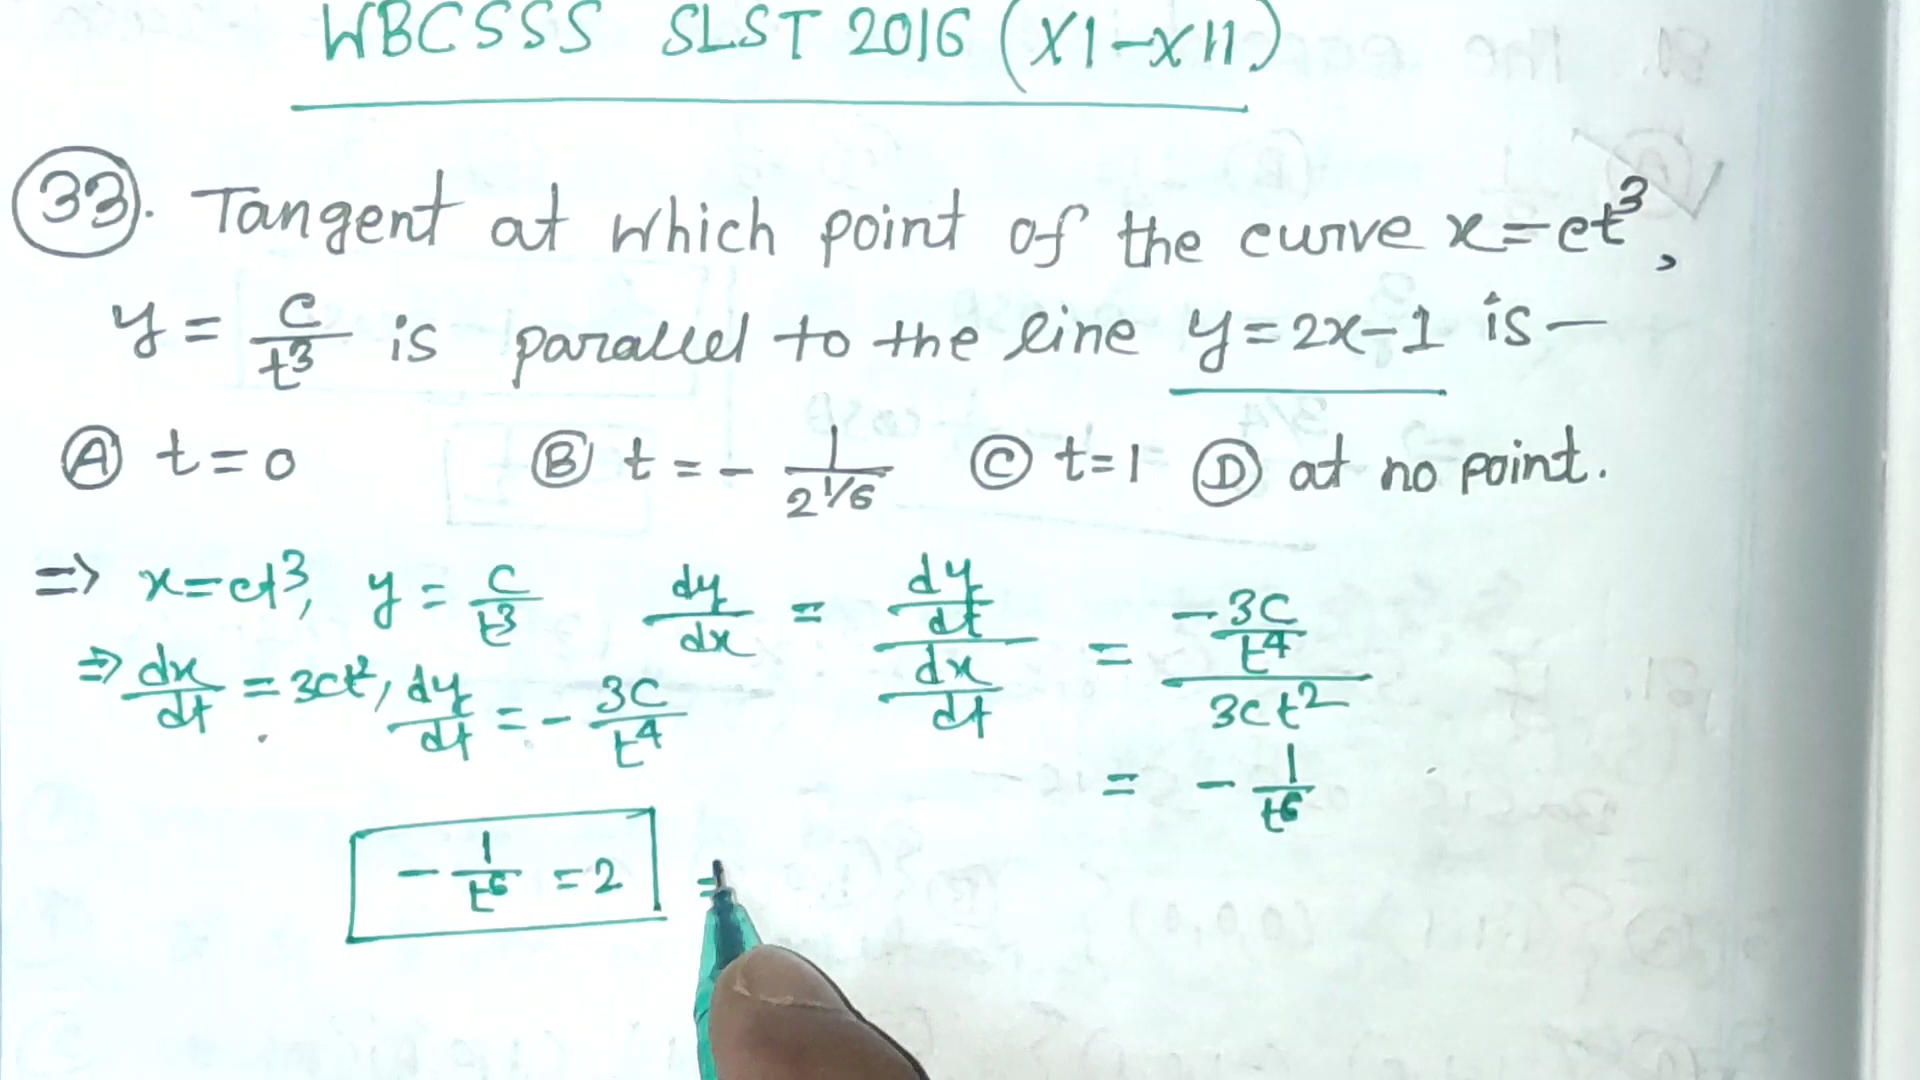 WBCSSS SLST 2016 (XI-XII)
33. Tangent at which point of the curve x=ct³,
y = c/t³ is parallel to the line y=2x-1 is —
A t=0 B t = - 1/2^1/6 C t=1 D at no point.
=> x=ct³, y = c/t³ dy/dx = (dy/dt)/(dx/dt) = (-3c/t⁴)/(3ct²)
=> dx/dt = 3ct², dy/dt = - 3c/t⁴
= - 1/t⁶
- 1/t⁶ = 2 =